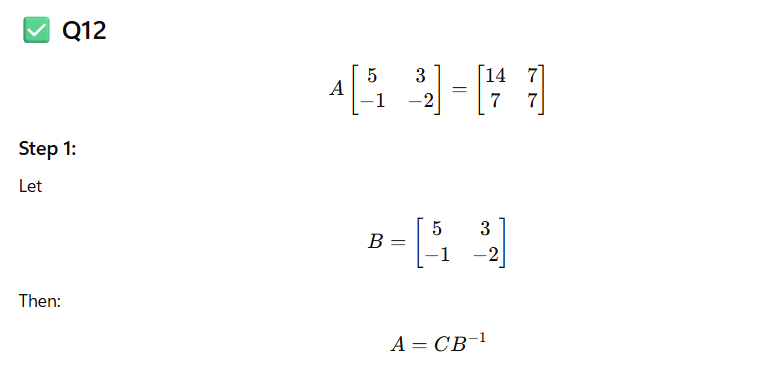 ✅ Q12
A [5 3; −1 −2] = [14 7; 7 7]
Step 1:
Let
B = [5 3; −1 −2]
Then:
A = CB⁻¹